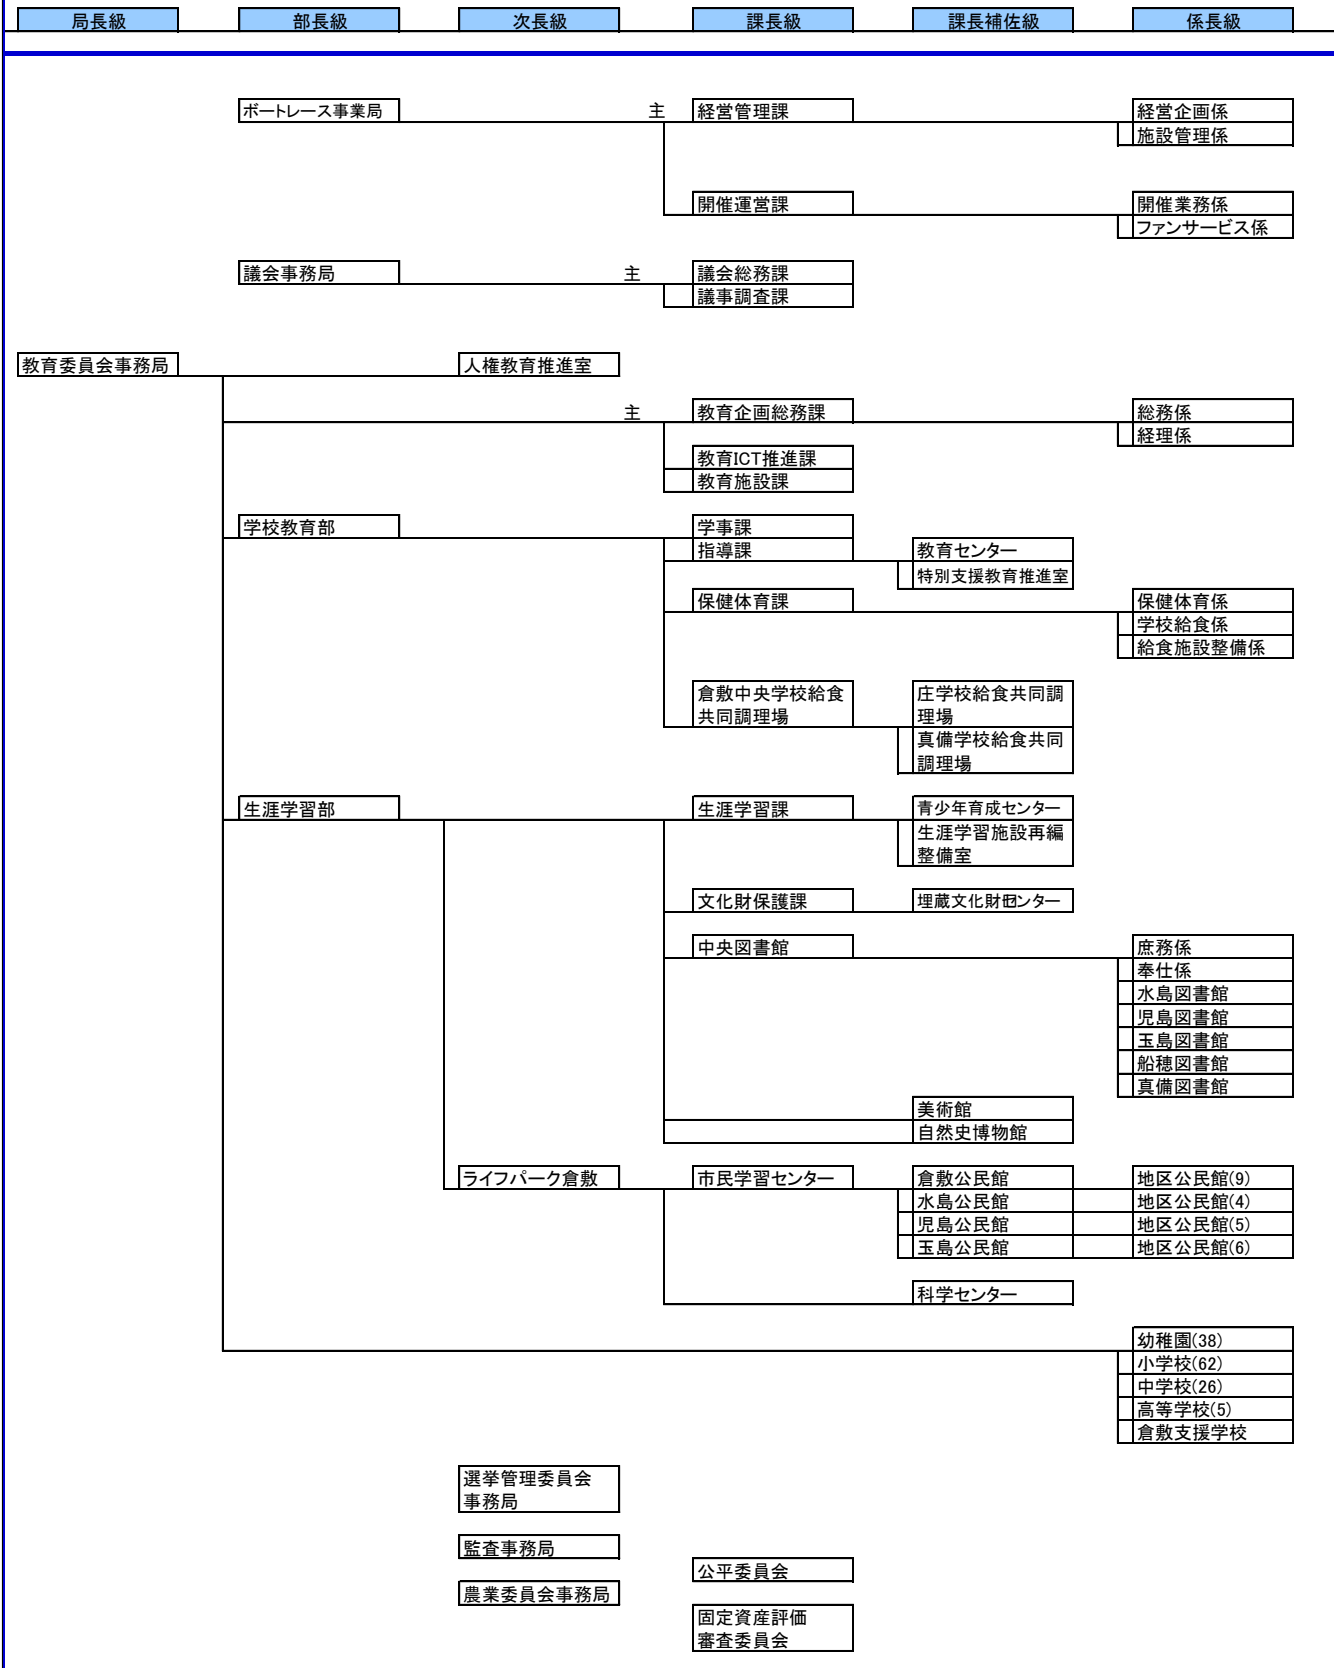 局長級 部長級 次長級 課長級 課長補佐級 係長級
ボートレース事業局 主 経営管理課 経営企画係
施設管理係
開催運営課 開催業務係
ファンサービス係
議会事務局 主 議会総務課
議事調査課
教育委員会事務局 人権教育推進室
主 教育企画総務課 総務係
経理係
教育ICT推進課
教育施設課
学校教育部 学事課
指導課 教育センター
特別支援教育推進室
保健体育課 保健体育係
学校給食係
給食施設整備係
倉敷中央学校給食 庄学校給食共同調
共同調理場 理場
真備学校給食共同
調理場
生涯学習部 生涯学習課 青少年育成センター
生涯学習施設再編
整備室
文化財保護課 埋蔵文化財センター
中央図書館 庶務係
奉仕係
水島図書館
児島図書館
玉島図書館
船穂図書館
真備図書館
美術館
自然史博物館
ライフパーク倉敷 市民学習センター 倉敷公民館 地区公民館(9)
水島公民館 地区公民館(4)
児島公民館 地区公民館(5)
玉島公民館 地区公民館(6)
科学センター
幼稚園(38)
小学校(62)
中学校(26)
高等学校(5)
倉敷支援学校
選挙管理委員会
事務局
監査事務局
公平委員会
農業委員会事務局
固定資産評価
審査委員会